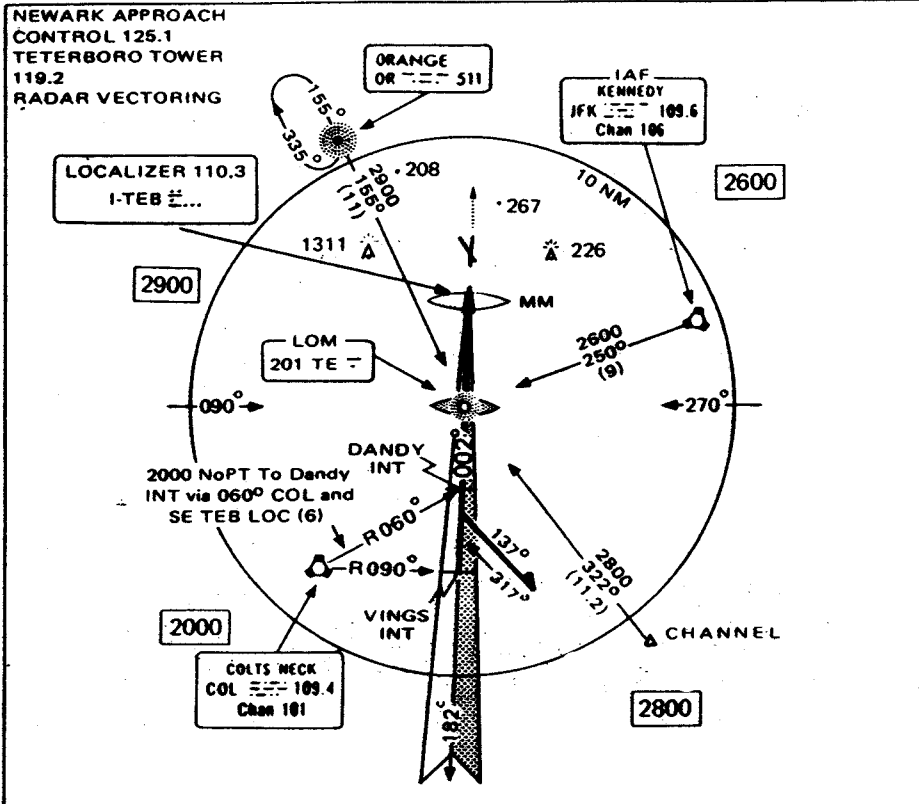 NEWARK APPROACH
CONTROL 125.1
TETERBORO TOWER
119.2
RADAR VECTORING
ORANGE
OR 511
IAF
KENNEDY
JFK 109.6
Chan 106
155°
335°
LOCALIZER 110.3
I-TEB
2900
155°
(11)
208
267
10 NM
2600
1311
226
2900
MM
LOM
201 TE
2600
250°
(9)
090°
270°
002°
DANDY
INT
2000 NoPT To Dandy
INT via 060° COL and
SE TEB LOC (6)
R 060°
R 090°
137°
317°
2800
322°
(11.2)
VINGS
INT
CHANNEL
2000
COLTS NECK
COL 109.4
Chan 101
182°
2800